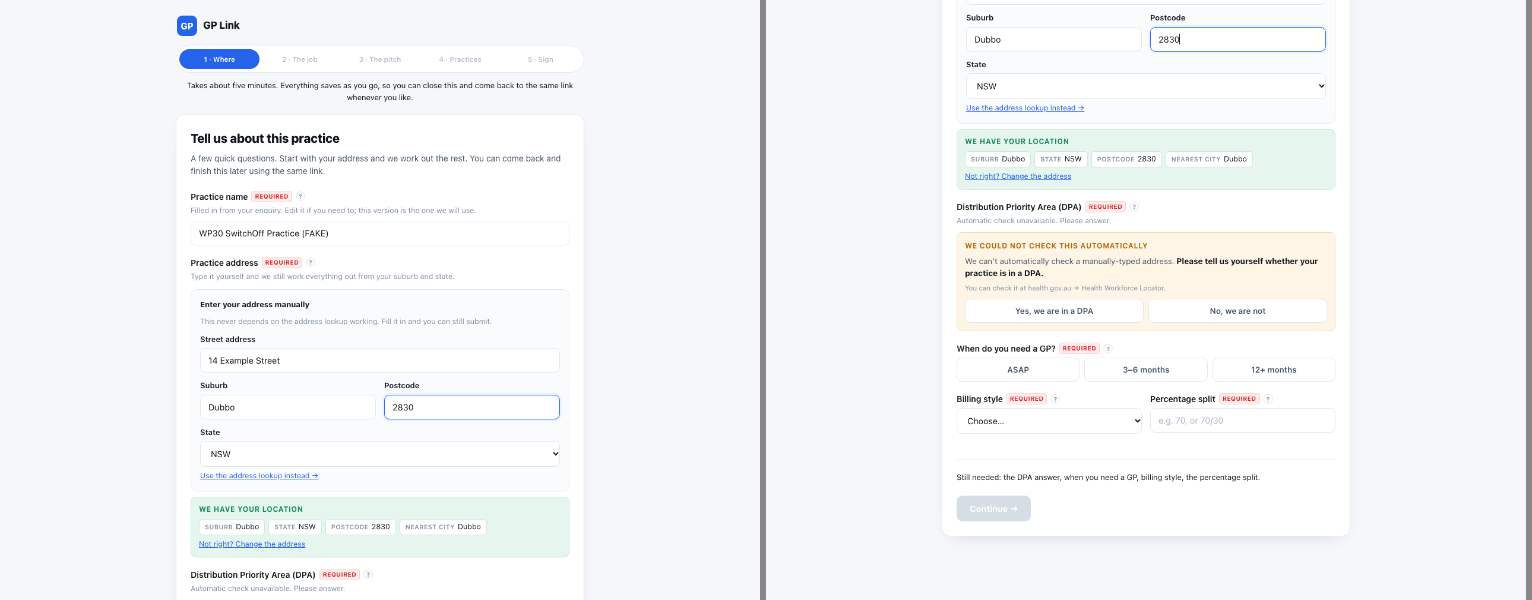 GP GP Link
1 · Where 2 · The job 3 · The pitch 4 · Practices 5 · Sign
Takes about five minutes. Everything saves as you go, so you can close this and come back to the same link
whenever you like.
Tell us about this practice
A few quick questions. Start with your address and we work out the rest. You can come back and
finish this later using the same link.
Practice name REQUIRED ?
Filled in from your enquiry. Edit it if you need to; this version is the one we will use.
WP30 SwitchOff Practice (FAKE)
Practice address REQUIRED ?
Type it yourself and we still work everything out from your suburb and state.
Enter your address manually
This never depends on the address lookup working. Fill it in and you can still submit.
Street address
14 Example Street
Suburb Postcode
Dubbo 2830
State
NSW
Use the address lookup instead →
WE HAVE YOUR LOCATION
SUBURB Dubbo STATE NSW POSTCODE 2830 NEAREST CITY Dubbo
Not right? Change the address
Distribution Priority Area (DPA) REQUIRED ?
Automatic check unavailable. Please answer.
Suburb Postcode
Dubbo 2830
State
NSW
Use the address lookup instead →
WE HAVE YOUR LOCATION
SUBURB Dubbo STATE NSW POSTCODE 2830 NEAREST CITY Dubbo
Not right? Change the address
Distribution Priority Area (DPA) REQUIRED ?
Automatic check unavailable. Please answer.
WE COULD NOT CHECK THIS AUTOMATICALLY
We can't automatically check a manually-typed address. Please tell us yourself whether your
practice is in a DPA.
You can check it at health.gov.au → Health Workforce Locator.
Yes, we are in a DPA No, we are not
When do you need a GP? REQUIRED ?
ASAP 3–6 months 12+ months
Billing style REQUIRED ? Percentage split REQUIRED ?
Choose... e.g. 70, or 70/30
Still needed: the DPA answer, when you need a GP, billing style, the percentage split.
Continue →